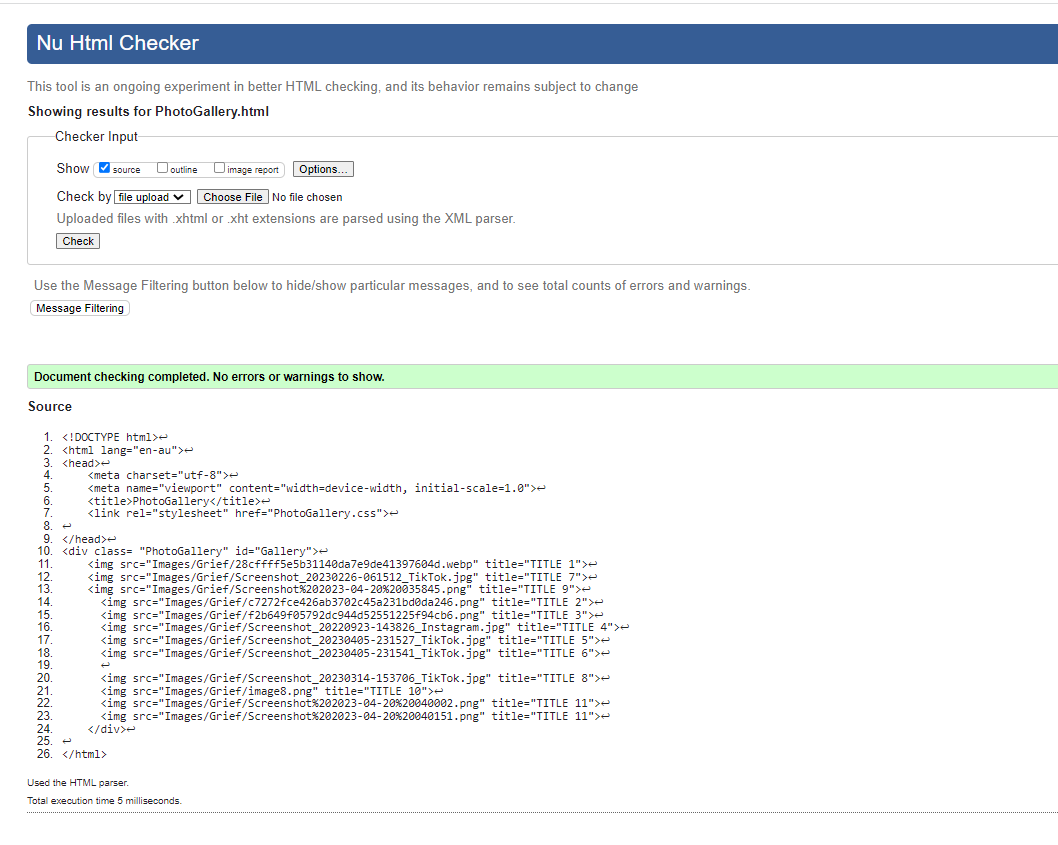 Nu Html Checker
This tool is an ongoing experiment in better HTML checking, and its behavior remains subject to change
Showing results for PhotoGallery.html
Checker Input
Show source outline image report Options...
Check by file upload Choose File No file chosen
Uploaded files with .xhtml or .xht extensions are parsed using the XML parser.
Check
Use the Message Filtering button below to hide/show particular messages, and to see total counts of errors and warnings.
Message Filtering
Document checking completed. No errors or warnings to show.
Source
1. <!DOCTYPE html>↩
2. <html lang="en-au">↩
3. <head>↩
4. <meta charset="utf-8">↩
5. <meta name="viewport" content="width=device-width, initial-scale=1.0">↩
6. <title>PhotoGallery</title>↩
7. <link rel="stylesheet" href="PhotoGallery.css">↩
8. ↩
9. </head>↩
10. <div class= "PhotoGallery" id="Gallery">↩
11. <img src="Images/Grief/28cffff5e5b31140da7e9de41397604d.webp" title="TITLE 1">↩
12. <img src="Images/Grief/Screenshot_20230226-061512_TikTok.jpg" title="TITLE 7">↩
13. <img src="Images/Grief/Screenshot%202023-04-20%20035845.png" title="TITLE 9">↩
14. <img src="Images/Grief/c7272fce426ab3702c45a231bd0da246.png" title="TITLE 2">↩
15. <img src="Images/Grief/f2b649f05792dc944d52551225f94cb6.png" title="TITLE 3">↩
16. <img src="Images/Grief/Screenshot_20220923-143826_Instagram.jpg" title="TITLE 4">↩
17. <img src="Images/Grief/Screenshot_20230405-231527_TikTok.jpg" title="TITLE 5">↩
18. <img src="Images/Grief/Screenshot_20230405-231541_TikTok.jpg" title="TITLE 6">↩
19. ↩
20. <img src="Images/Grief/Screenshot_20230314-153706_TikTok.jpg" title="TITLE 8">↩
21. <img src="Images/Grief/image8.png" title="TITLE 10">↩
22. <img src="Images/Grief/Screenshot%202023-04-20%20040002.png" title="TITLE 11">↩
23. <img src="Images/Grief/Screenshot%202023-04-20%20040151.png" title="TITLE 11">↩
24. </div>↩
25. ↩
26. </html>
Used the HTML parser.
Total execution time 5 milliseconds.